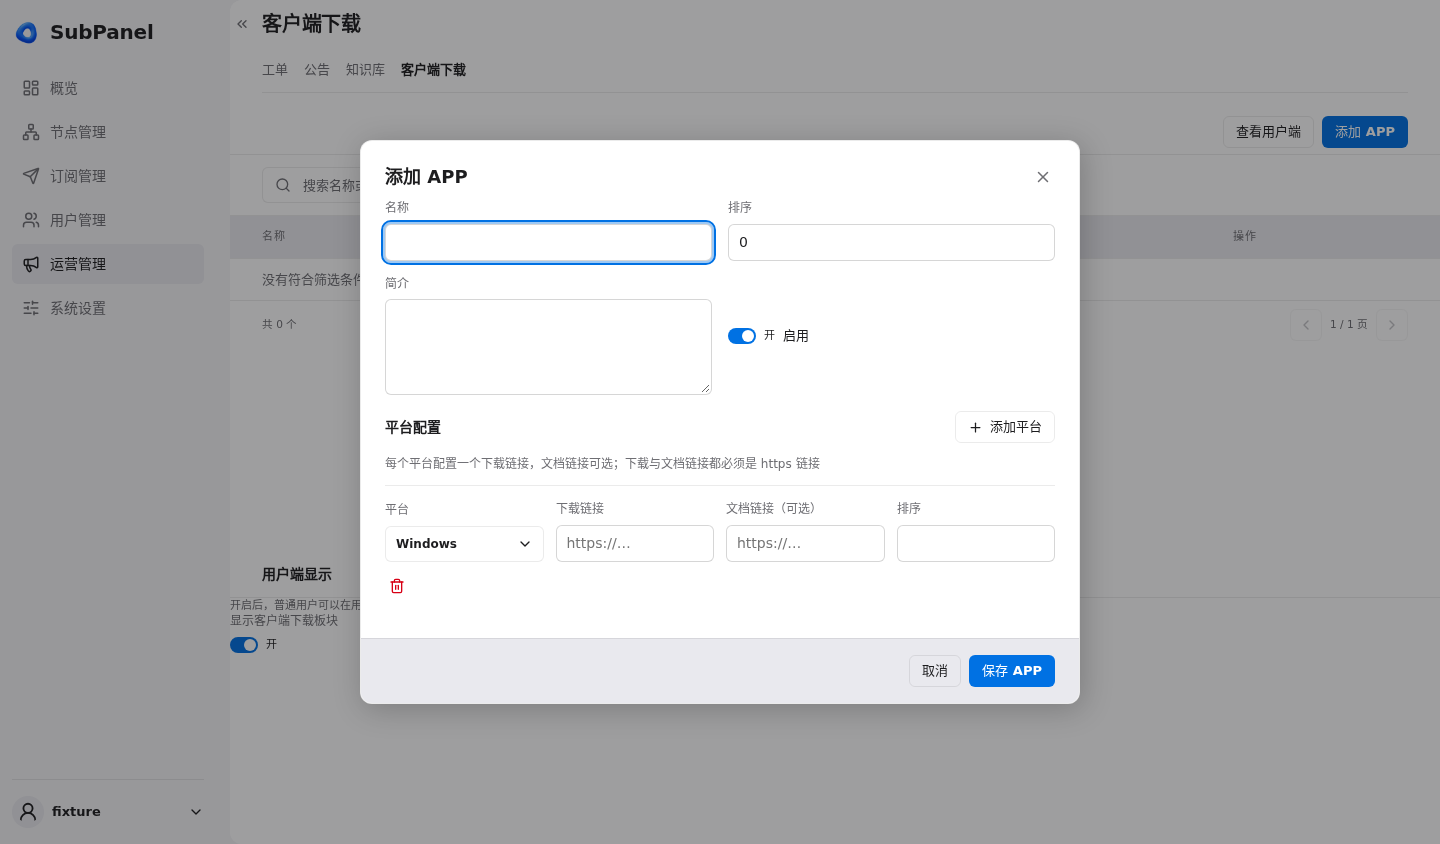 SubPanel
概览
节点管理
订阅管理
用户管理
运营管理
系统设置
fixture
客户端下载
工单 公告 知识库 客户端下载
查看用户端 添加 APP
搜索名称
名称 操作
没有符合筛选条
共 0 个 1 / 1 页
用户端显示
开启后，普通用户可以在用
显示客户端下载板块
开
添加 APP
名称 排序
0
简介
开 启用
平台配置 添加平台
每个平台配置一个下载链接，文档链接可选；下载与文档链接都必须是 https 链接
平台 下载链接 文档链接（可选） 排序
Windows https://… https://…
取消 保存 APP